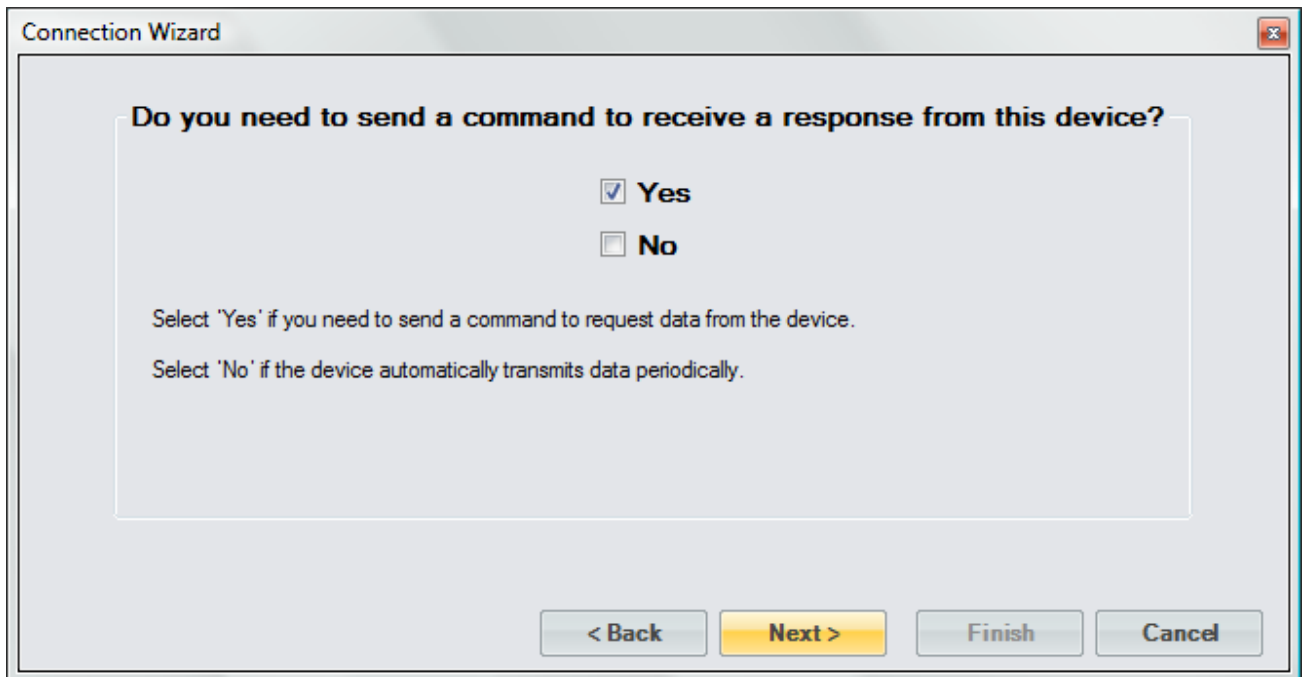 Connection Wizard
Do you need to send a command to receive a response from this device?
Yes
No
Select 'Yes' if you need to send a command to request data from the device.
Select 'No' if the device automatically transmits data periodically.
< Back Next > Finish Cancel